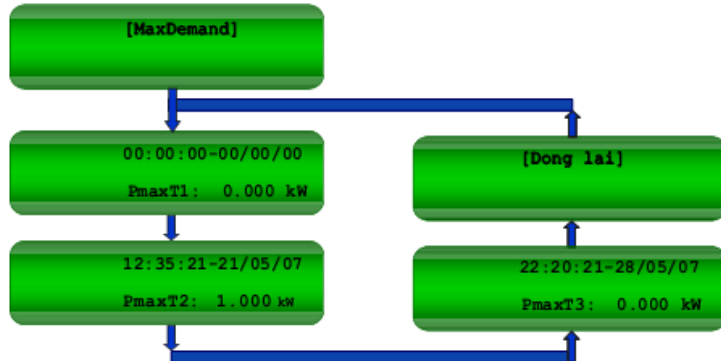 [MaxDemand]
00:00:00-00/00/00
PmaxT1: 0.000 kW
12:35:21-21/05/07
PmaxT2: 1.000 kW
[Dong lai]
22:20:21-28/05/07
PmaxT3: 0.000 kW